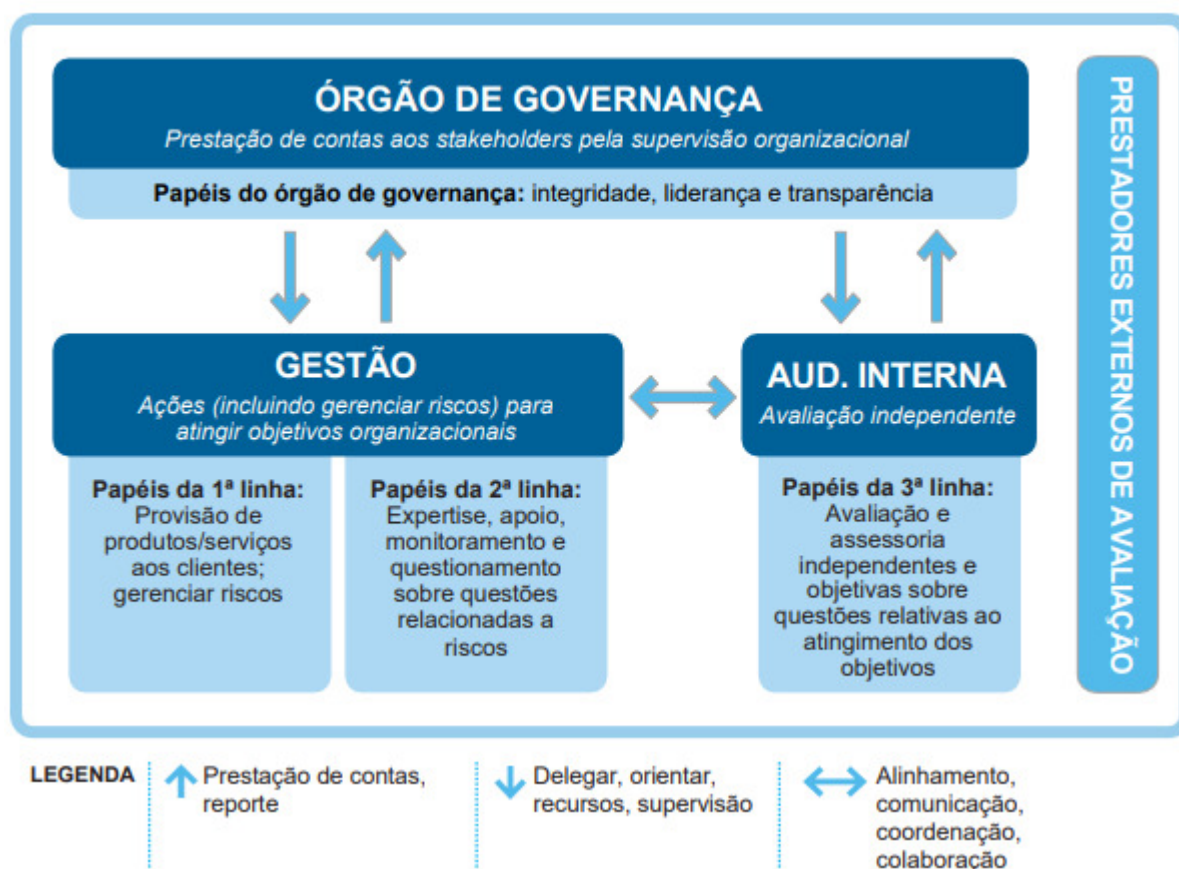 ÓRGÃO DE GOVERNANÇA
Prestação de contas aos stakeholders pela supervisão organizacional
Papéis do órgão de governança: integridade, liderança e transparência
GESTÃO
Ações (incluindo gerenciar riscos) para
atingir objetivos organizacionais
Papéis da 1ª linha:
Provisão de
produtos/serviços
aos clientes;
gerenciar riscos
Papéis da 2ª linha:
Expertise, apoio,
monitoramento e
questionamento
sobre questões
relacionadas a
riscos
AUD. INTERNA
Avaliação independente
Papéis da 3ª linha:
Avaliação e
assessoria
independentes e
objetivas sobre
questões relativas ao
atingimento dos
objetivos
PRESTADORES EXTERNOS DE AVALIAÇÃO
LEGENDA
Prestação de contas,
reporte
Delegar, orientar,
recursos, supervisão
Alinhamento,
comunicação,
coordenação,
colaboração